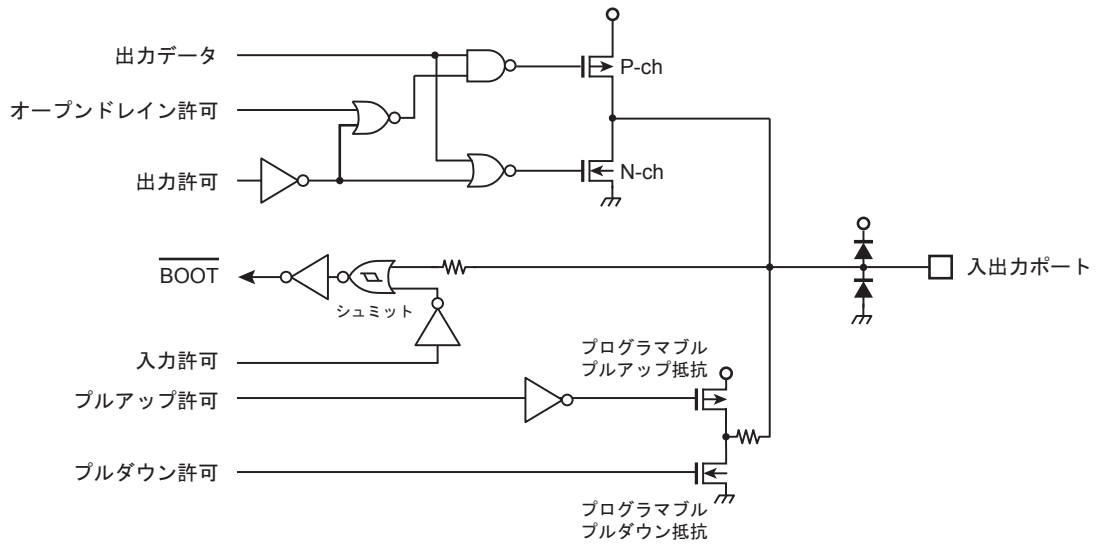 出力データ
オープンドレイン許可
出力許可
P-ch
N-ch
BOOT
シュミット
入出力ポート
入力許可
プルアップ許可
プルダウン許可
プログラマブル
プルアップ抵抗
プログラマブル
プルダウン抵抗